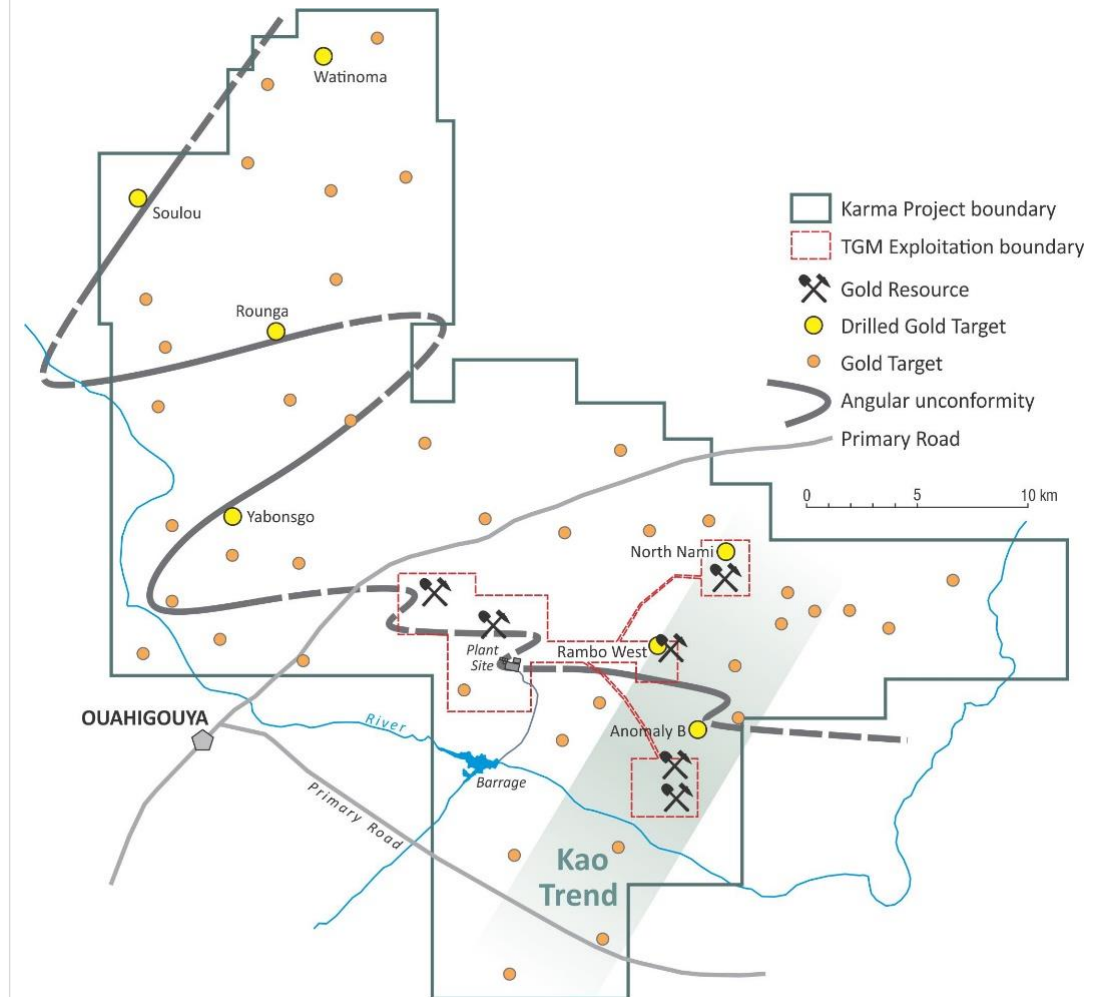 Watinoma
Soulou
Karma Project boundary
TGM Exploitation boundary
Gold Resource
Drilled Gold Target
Gold Target
Angular unconformity
Primary Road
0 5 10 km
Rounga
Yabonsgo
North Nami
Plant
Site
Rambo West
OUAHIGOUYA
River
Anomaly B
Barrage
Primary Road
Kao
Trend